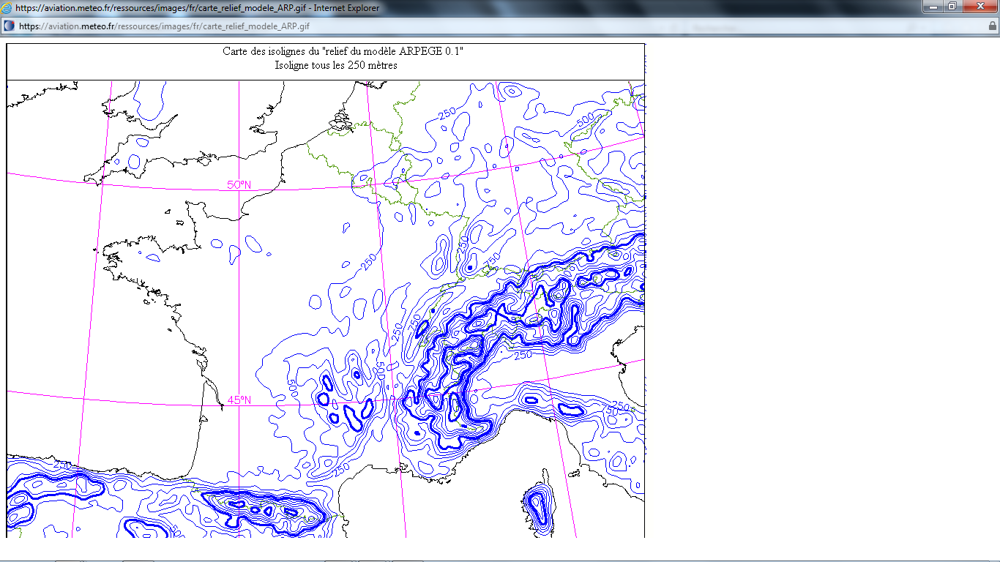 https://aviation.meteo.fr/ressources/images/fr/carte_relief_modele_ARP.gif - Internet Explorer
https://aviation.meteo.fr/ressources/images/fr/carte_relief_modele_ARP.gif
Carte des isolignes du "relief du modèle ARPEGE 0.1"
Isoligne tous les 250 mètres
250
500
50°N
250
750
250
250
750
250
500
500
45°N
250
750
250
250